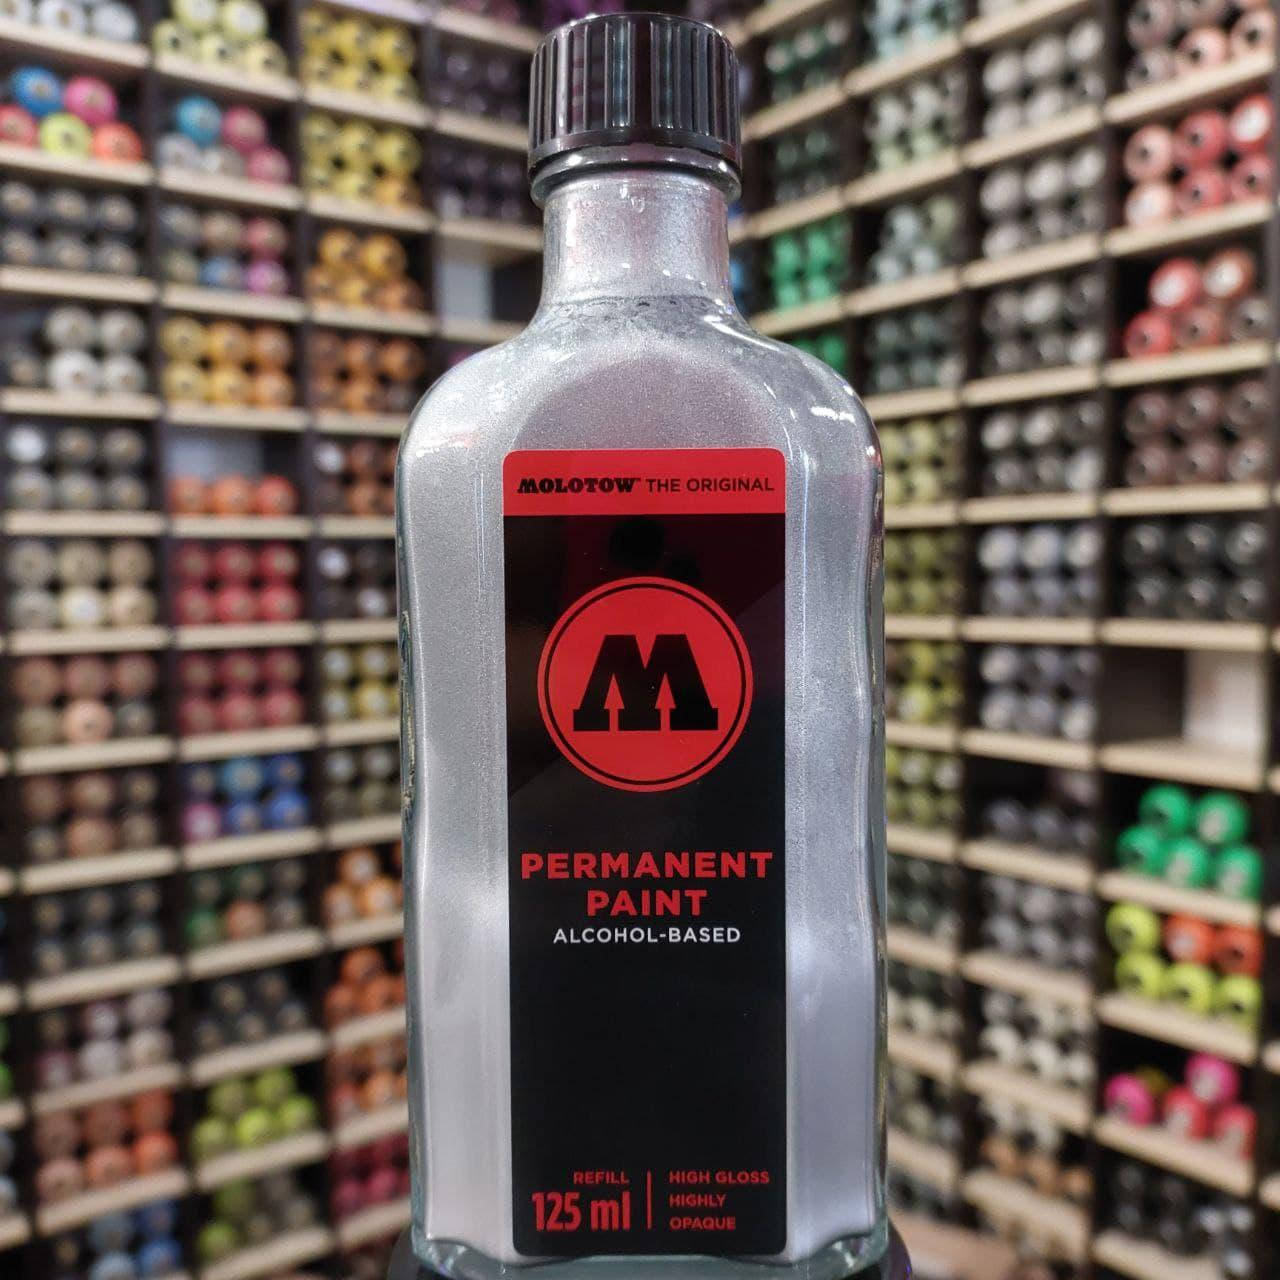 MOLOTOW™ THE ORIGINAL
M
PERMANENT
PAINT
ALCOHOL-BASED
REFILL
125 ml
HIGH GLOSS
HIGHLY
OPAQUE